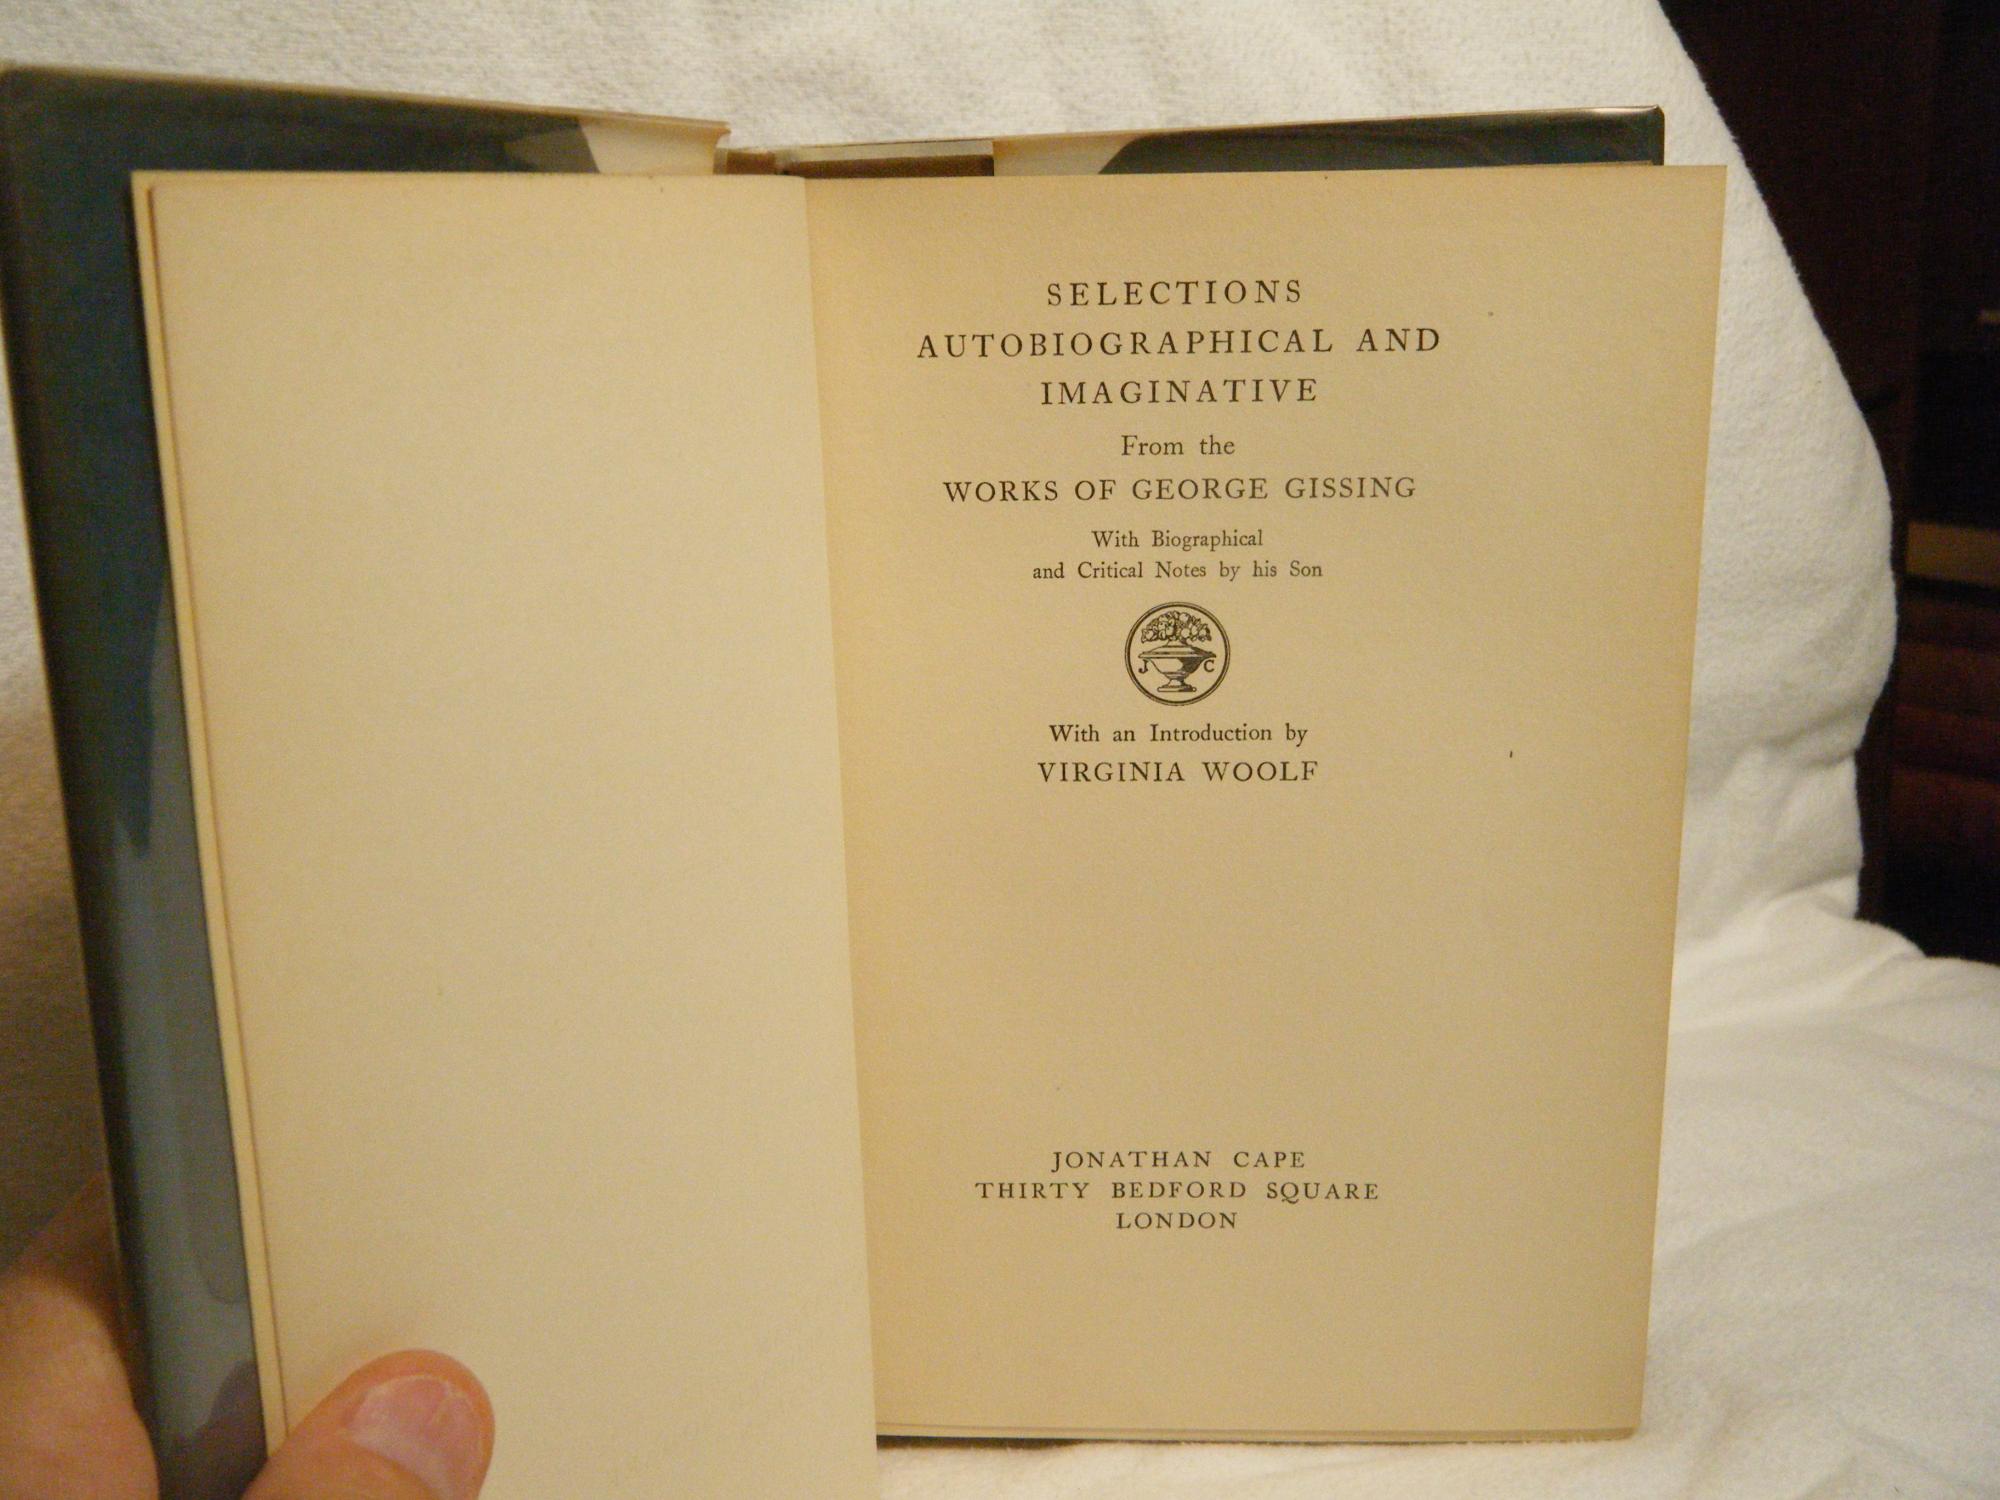 SELECTIONS
AUTOBIOGRAPHICAL AND
IMAGINATIVE
From the
WORKS OF GEORGE GISSING
With Biographical
and Critical Notes by his Son
J C
With an Introduction by
VIRGINIA WOOLF
JONATHAN CAPE
THIRTY BEDFORD SQUARE
LONDON